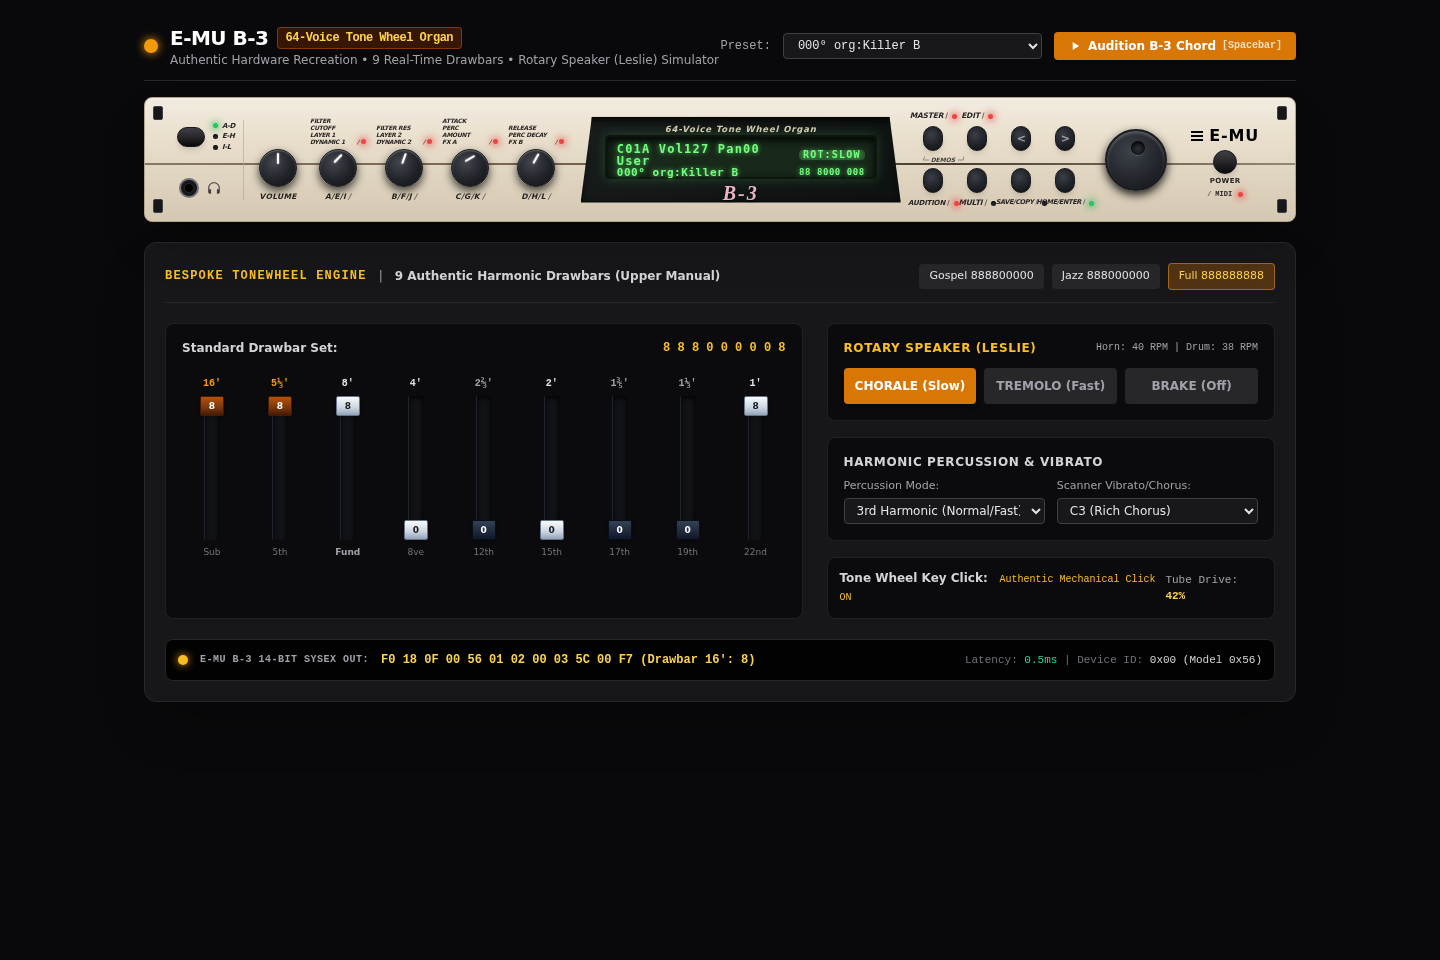 E-MU B-3 64-Voice Tone Wheel Organ
Authentic Hardware Recreation • 9 Real-Time Drawbars • Rotary Speaker (Leslie) Simulator
Preset: 000⁰ org:Killer B
Audition B-3 Chord [Spacebar]
A-D
E-H
I-L
VOLUME
FILTER
CUTOFF
LAYER 1
DYNAMIC 1 /
A/E/I /
FILTER RES
LAYER 2
DYNAMIC 2 /
B/F/J /
ATTACK
PERC
AMOUNT
FX A /
C/G/K /
RELEASE
PERC DECAY
FX B /
D/H/L /
64-Voice Tone Wheel Organ
C01A Vol127 Pan00
User
000⁰ org:Killer B
ROT:SLOW
88 8000 008
B-3
MASTER / EDIT /
< >
DEMOS
AUDITION / MULTI / SAVE/COPY / HOME/ENTER /
E-MU
POWER
/ MIDI
BESPOKE TONEWHEEL ENGINE | 9 Authentic Harmonic Drawbars (Upper Manual)
Gospel 888800000 Jazz 888000000 Full 888888888
Standard Drawbar Set: 8 8 8 0 0 0 0 0 8
16' 5⅓' 8' 4' 2⅔' 2' 1⅗' 1⅓' 1'
8 8 8 8
0 0 0 0 0
Sub 5th Fund 8ve 12th 15th 17th 19th 22nd
ROTARY SPEAKER (LESLIE) Horn: 40 RPM | Drum: 38 RPM
CHORALE (Slow) TREMOLO (Fast) BRAKE (Off)
HARMONIC PERCUSSION & VIBRATO
Percussion Mode: Scanner Vibrato/Chorus:
3rd Harmonic (Normal/Fast) C3 (Rich Chorus)
Tone Wheel Key Click: Authentic Mechanical Click
ON
Tube Drive:
42%
E-MU B-3 14-BIT SYSEX OUT: F0 18 0F 00 56 01 02 00 03 5C 00 F7 (Drawbar 16': 8)
Latency: 0.5ms | Device ID: 0x00 (Model 0x56)